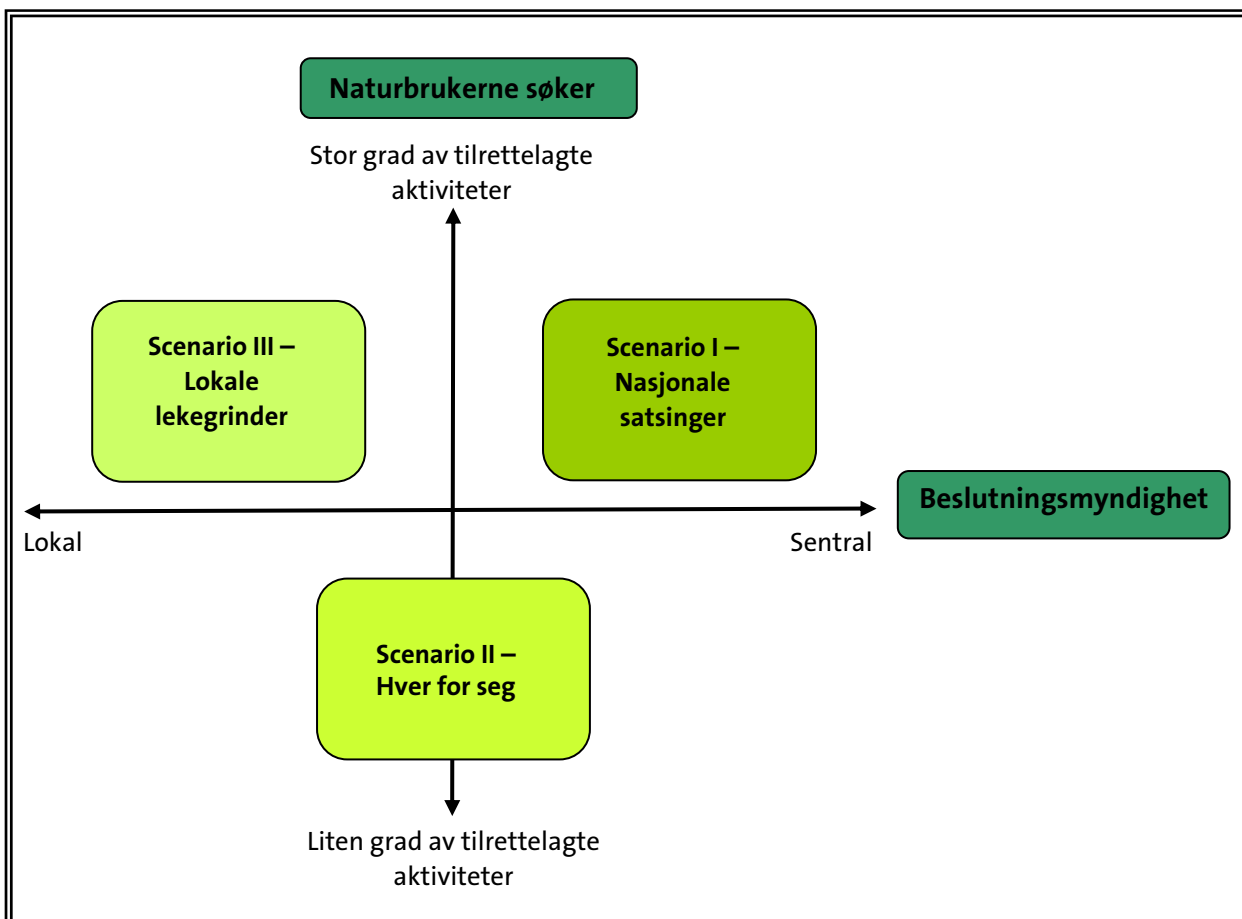 Naturbrukerne søker
Stor grad av tilrettelagte
aktiviteter
Scenario III –
Lokale
lekegrinder
Scenario I –
Nasjonale
satsinger
Beslutningsmyndighet
Lokal
Sentral
Scenario II –
Hver for seg
Liten grad av tilrettelagte
aktiviteter